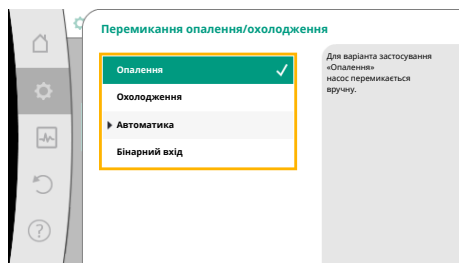 Перемикання опалення/охолодження
Опалення
Охолодження
Автоматика
Бінарний вхід
Для варіанта застосування
«Опалення»
насос перемикається
вручну.